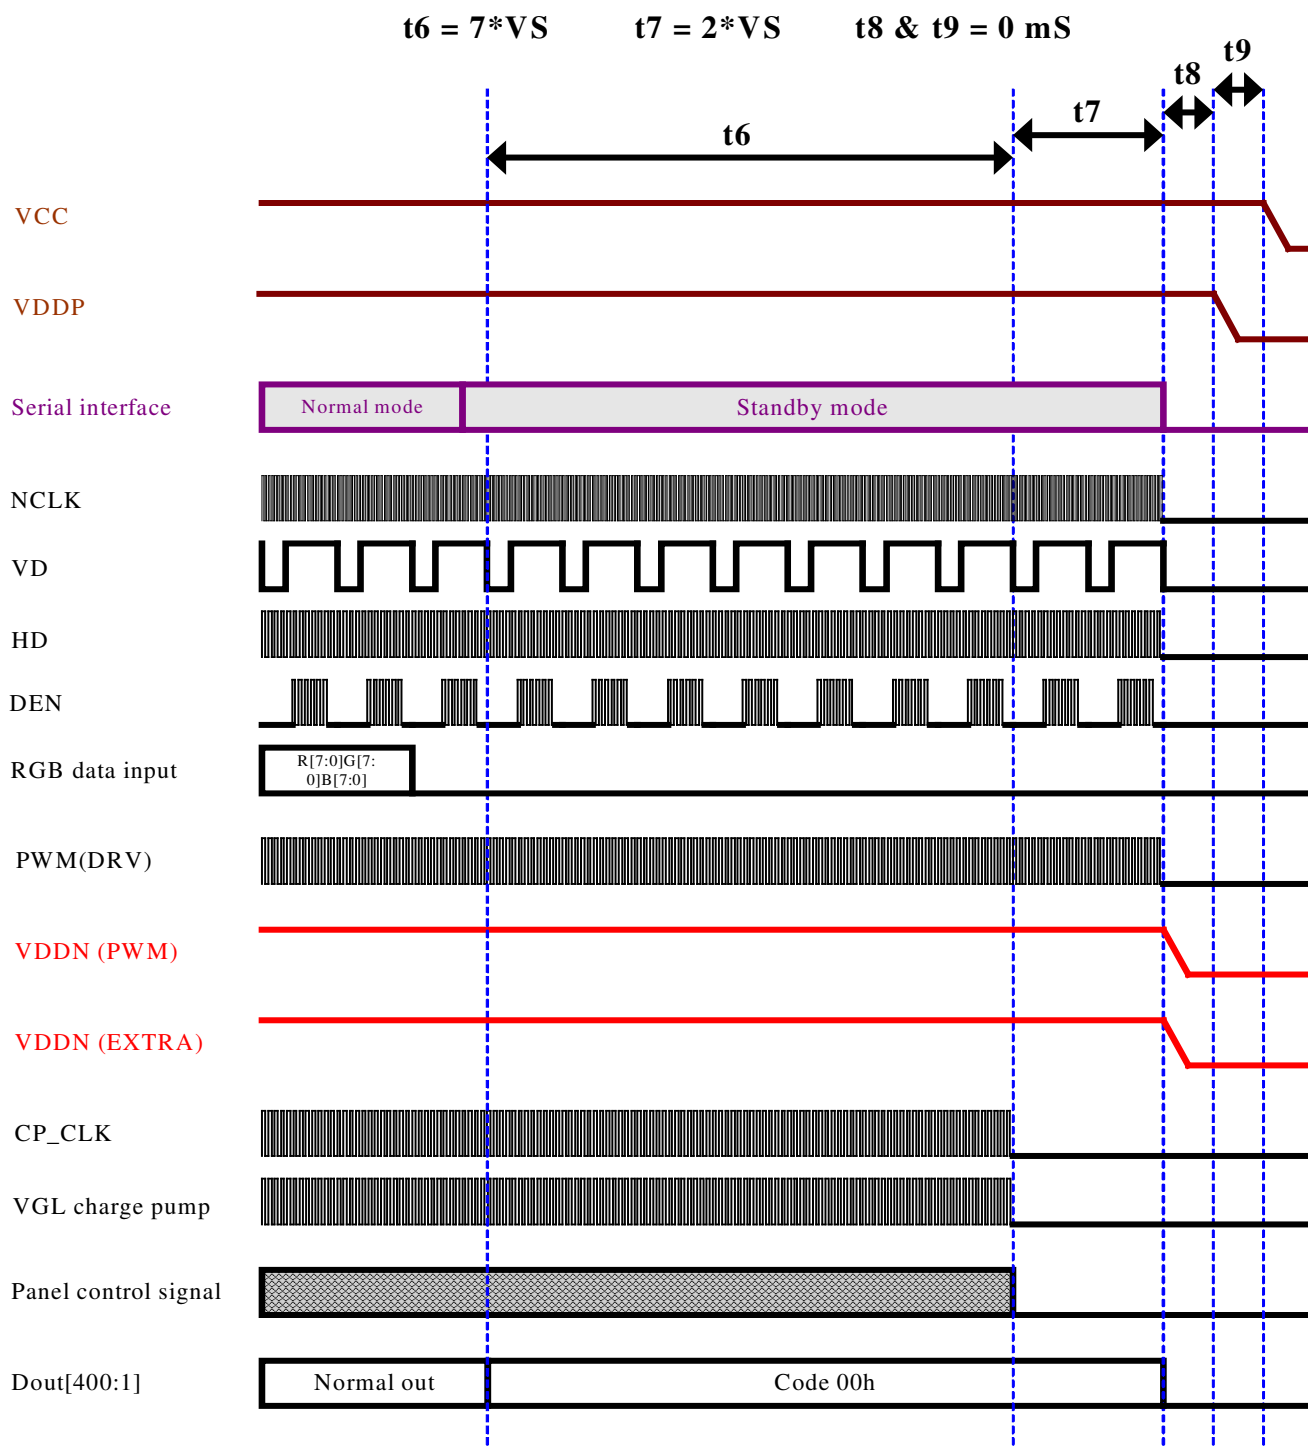 t6 = 7*VS t7 = 2*VS t8 & t9 = 0 mS
t9
t8
t7
t6
VCC
VDDP
Serial interface
Normal mode
Standby mode
NCLK
VD
HD
DEN
RGB data input
R[7:0]G[7:
0]B[7:0]
PWM(DRV)
VDDN (PWM)
VDDN (EXTRA)
CP_CLK
VGL charge pump
Panel control signal
Dout[400:1]
Normal out
Code 00h